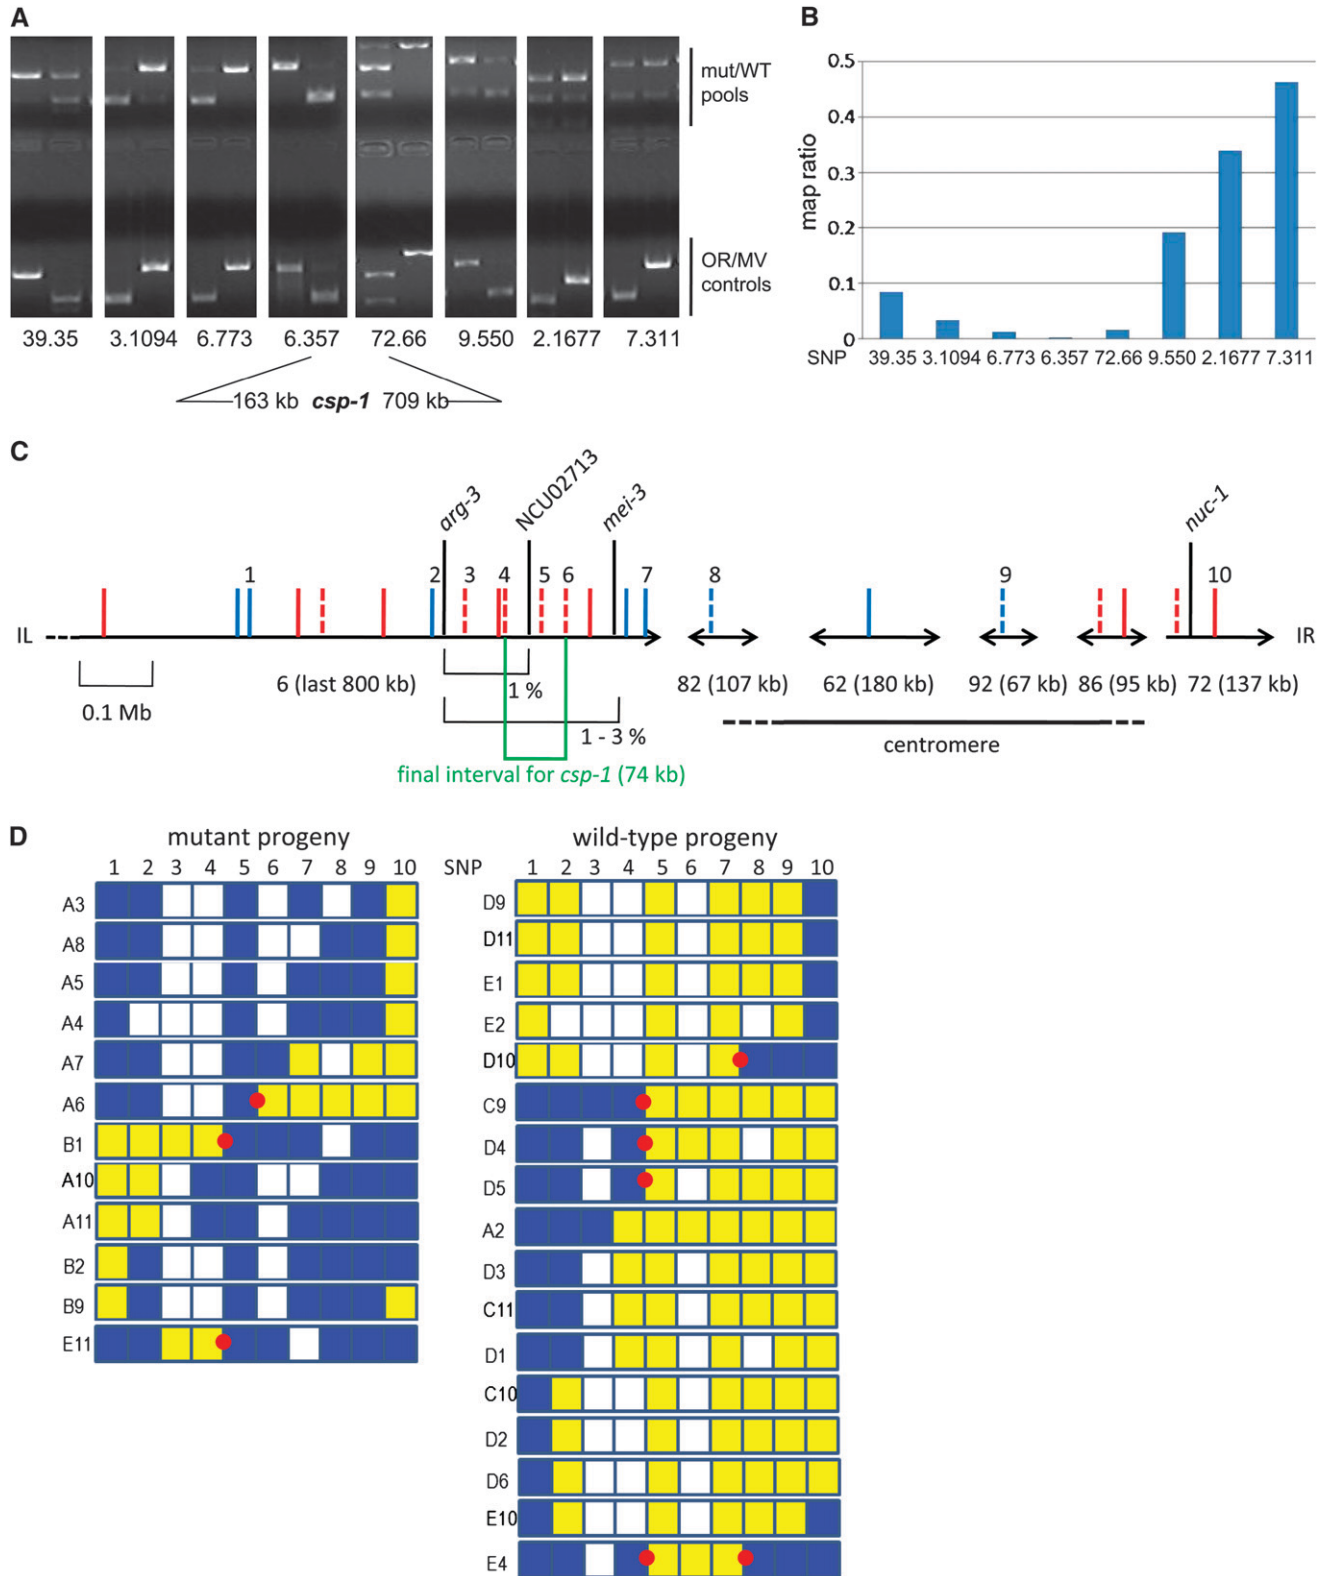 A
mut/WT
pools
OR/MV
controls
39.35 3.1094 6.773 6.357 72.66 9.550 2.1677 7.311
163 kb csp-1 709 kb
B
map ratio
0.5
0.4
0.3
0.2
0.1
0
SNP 39.35 3.1094 6.773 6.357 72.66 9.550 2.1677 7.311
C
arg-3 NCU02713 mei-3 nuc-1
1 2 3 4 5 6 7 8 9 10
IL IR
0.1 Mb
6 (last 800 kb) 82 (107 kb) 62 (180 kb) 92 (67 kb) 86 (95 kb) 72 (137 kb)
1 %
1 - 3 %
centromere
final interval for csp-1 (74 kb)
D
mutant progeny
1 2 3 4 5 6 7 8 9 10
A3
A8
A5
A4
A7
A6
B1
A10
A11
B2
B9
E11
wild-type progeny
SNP 1 2 3 4 5 6 7 8 9 10
D9
D11
E1
E2
D10
C9
D4
D5
A2
D3
C11
D1
C10
D2
D6
E10
E4